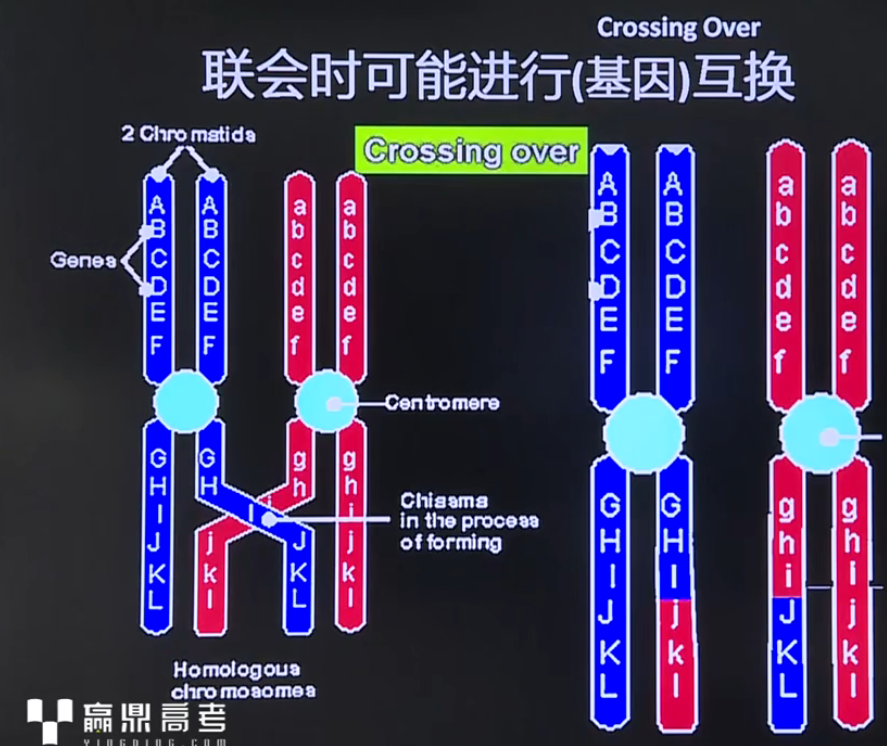 Crossing Over
联会时可能进行(基因)互换
2 Chromatids
Crossing over
A A a a
B B b b
Genes
C C c c
D D d d
E E e e
F F f f
Centromere
G G g g
H H h h
I i i
Chiasma
in the process
of forming
j J j
k K k
l L l
J
K
L
Homologous
chromosomes
A A a a
B B b b
C C c c
D D d d
E E e e
F F f f
G G g g
H H h h
I I i i
J j J j
K k K k
L l L l
赢鼎高考
YINGDING.COM